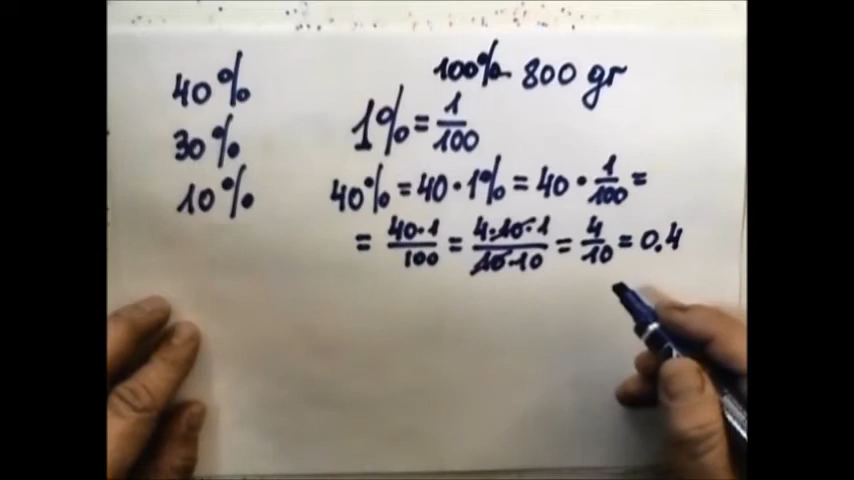 40%
30%
10%
100% - 800 gr
1% = 1/100
40% = 40 · 1% = 40 · 1/100 =
= 40·1/100 = 4·10·1/10·10 = 4/10 = 0.4